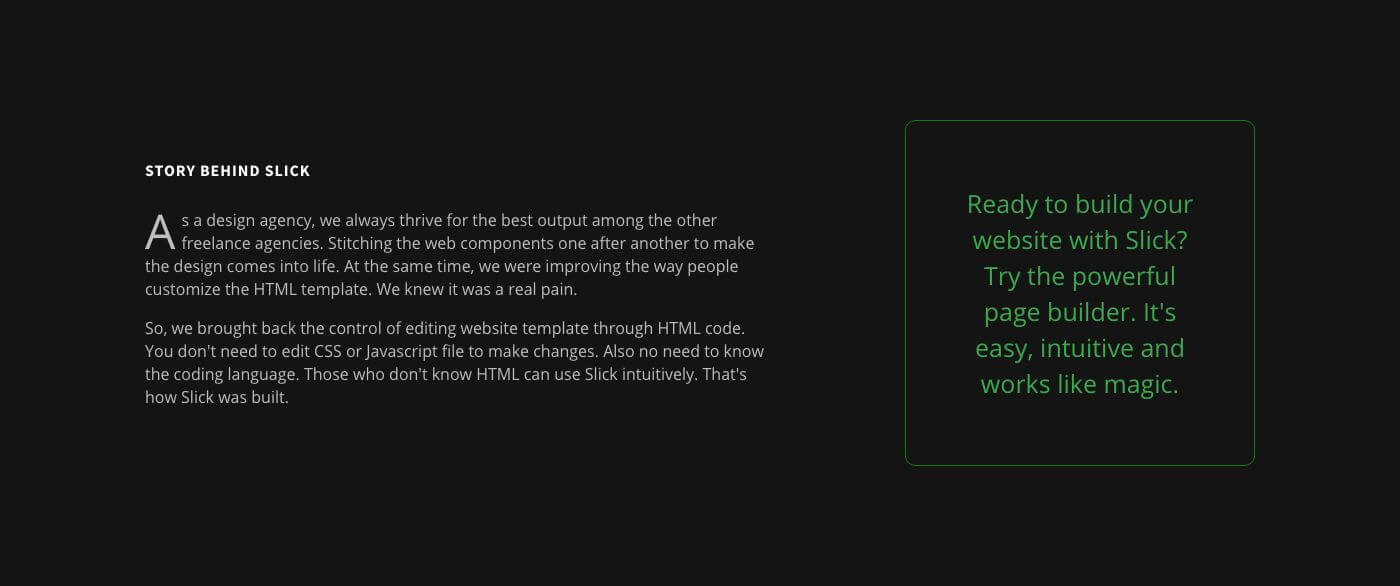 STORY BEHIND SLICK
As a design agency, we always thrive for the best output among the other
freelance agencies. Stitching the web components one after another to make
the design comes into life. At the same time, we were improving the way people
customize the HTML template. We knew it was a real pain.
So, we brought back the control of editing website template through HTML code.
You don't need to edit CSS or Javascript file to make changes. Also no need to know
the coding language. Those who don't know HTML can use Slick intuitively. That's
how Slick was built.
Ready to build your
website with Slick?
Try the powerful
page builder. It's
easy, intuitive and
works like magic.